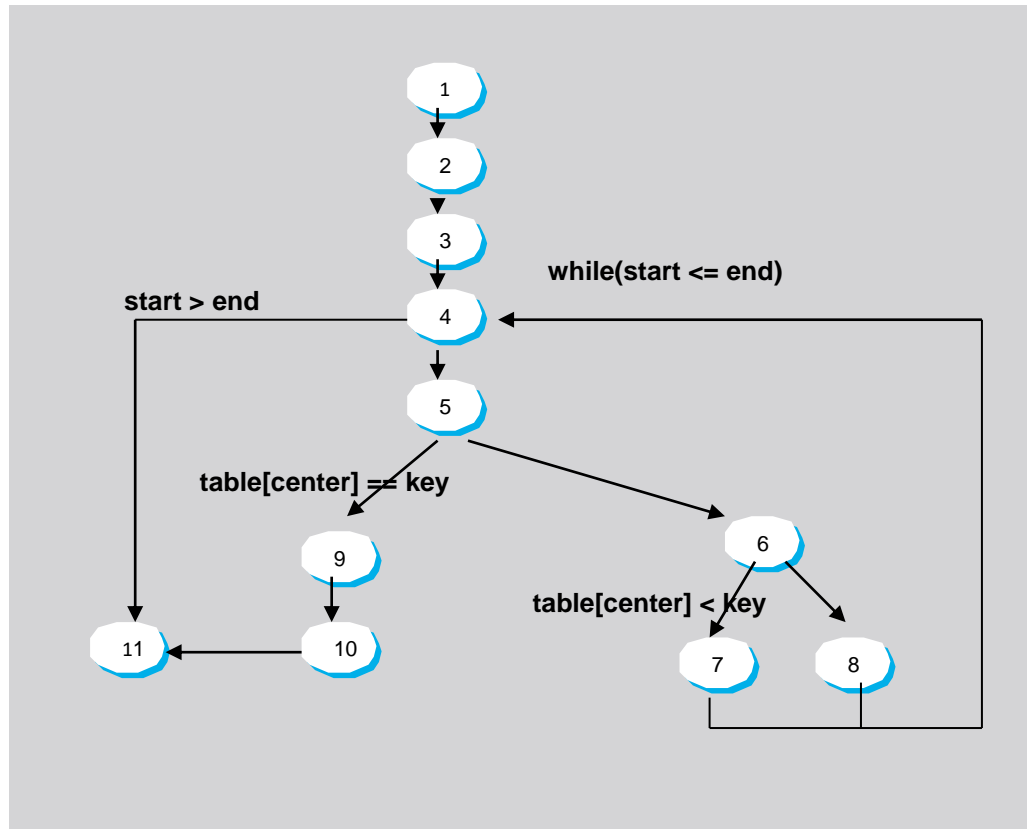 1
2
3
while(start <= end)
start > end
4
5
table[center] == key
9
6
table[center] < key
11
10
7
8